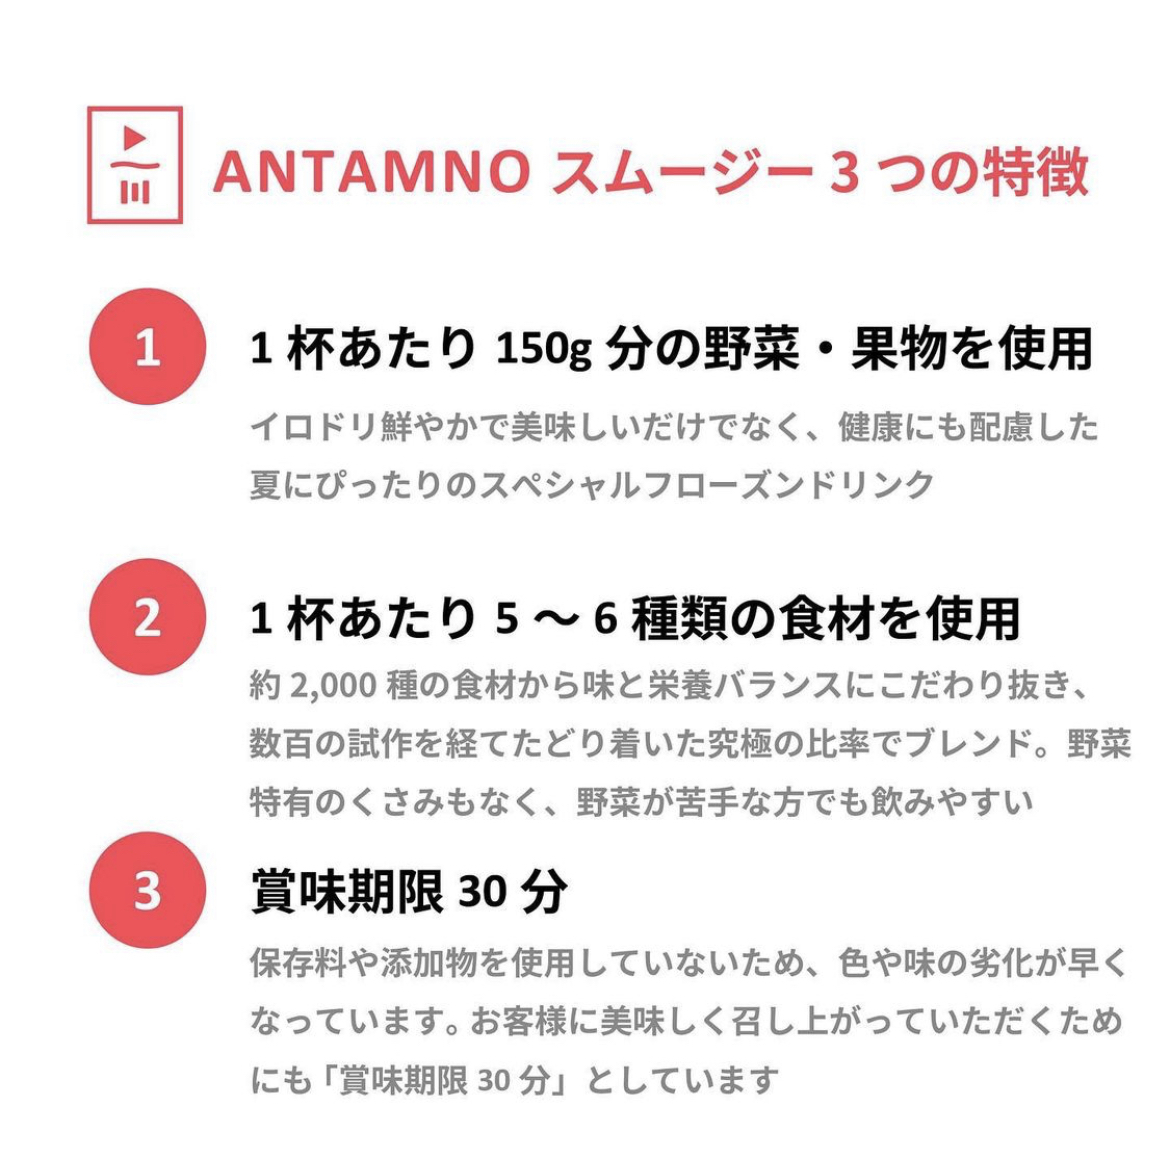 ANTAMNO スムージー 3 つの特徴
1
1 杯あたり 150g 分の野菜・果物を使用
イロドリ鮮やかで美味しいだけでなく、健康にも配慮した
夏にぴったりのスペシャルフローズンドリンク
2
1 杯あたり 5 〜 6 種類の食材を使用
約 2,000 種の食材から味と栄養バランスにこだわり抜き、
数百の試作を経てたどり着いた究極の比率でブレンド。野菜
特有のくさみもなく、野菜が苦手な方でも飲みやすい
3
賞味期限 30 分
保存料や添加物を使用していないため、色や味の劣化が早く
なっています。お客様に美味しく召し上がっていただくため
にも「賞味期限 30 分」としています